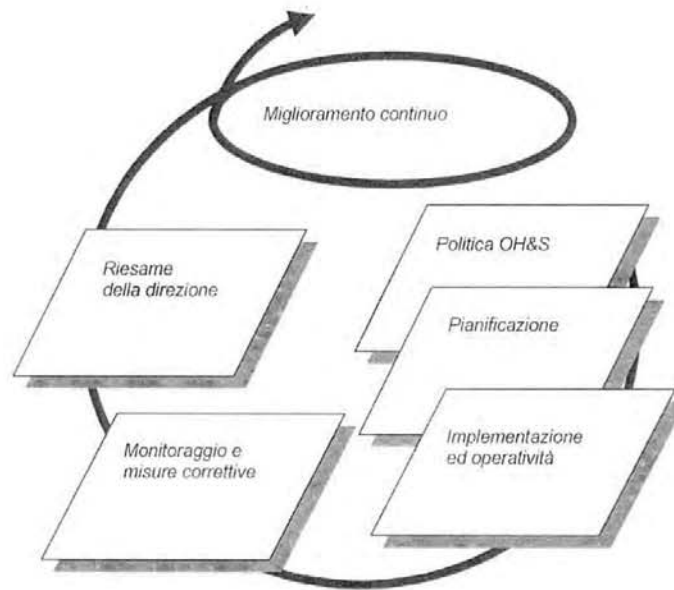 Miglioramento continuo
Politica OH&S
Pianificazione
Implementazione
ed operatività
Monitoraggio e
misure correttive
Riesame
della direzione